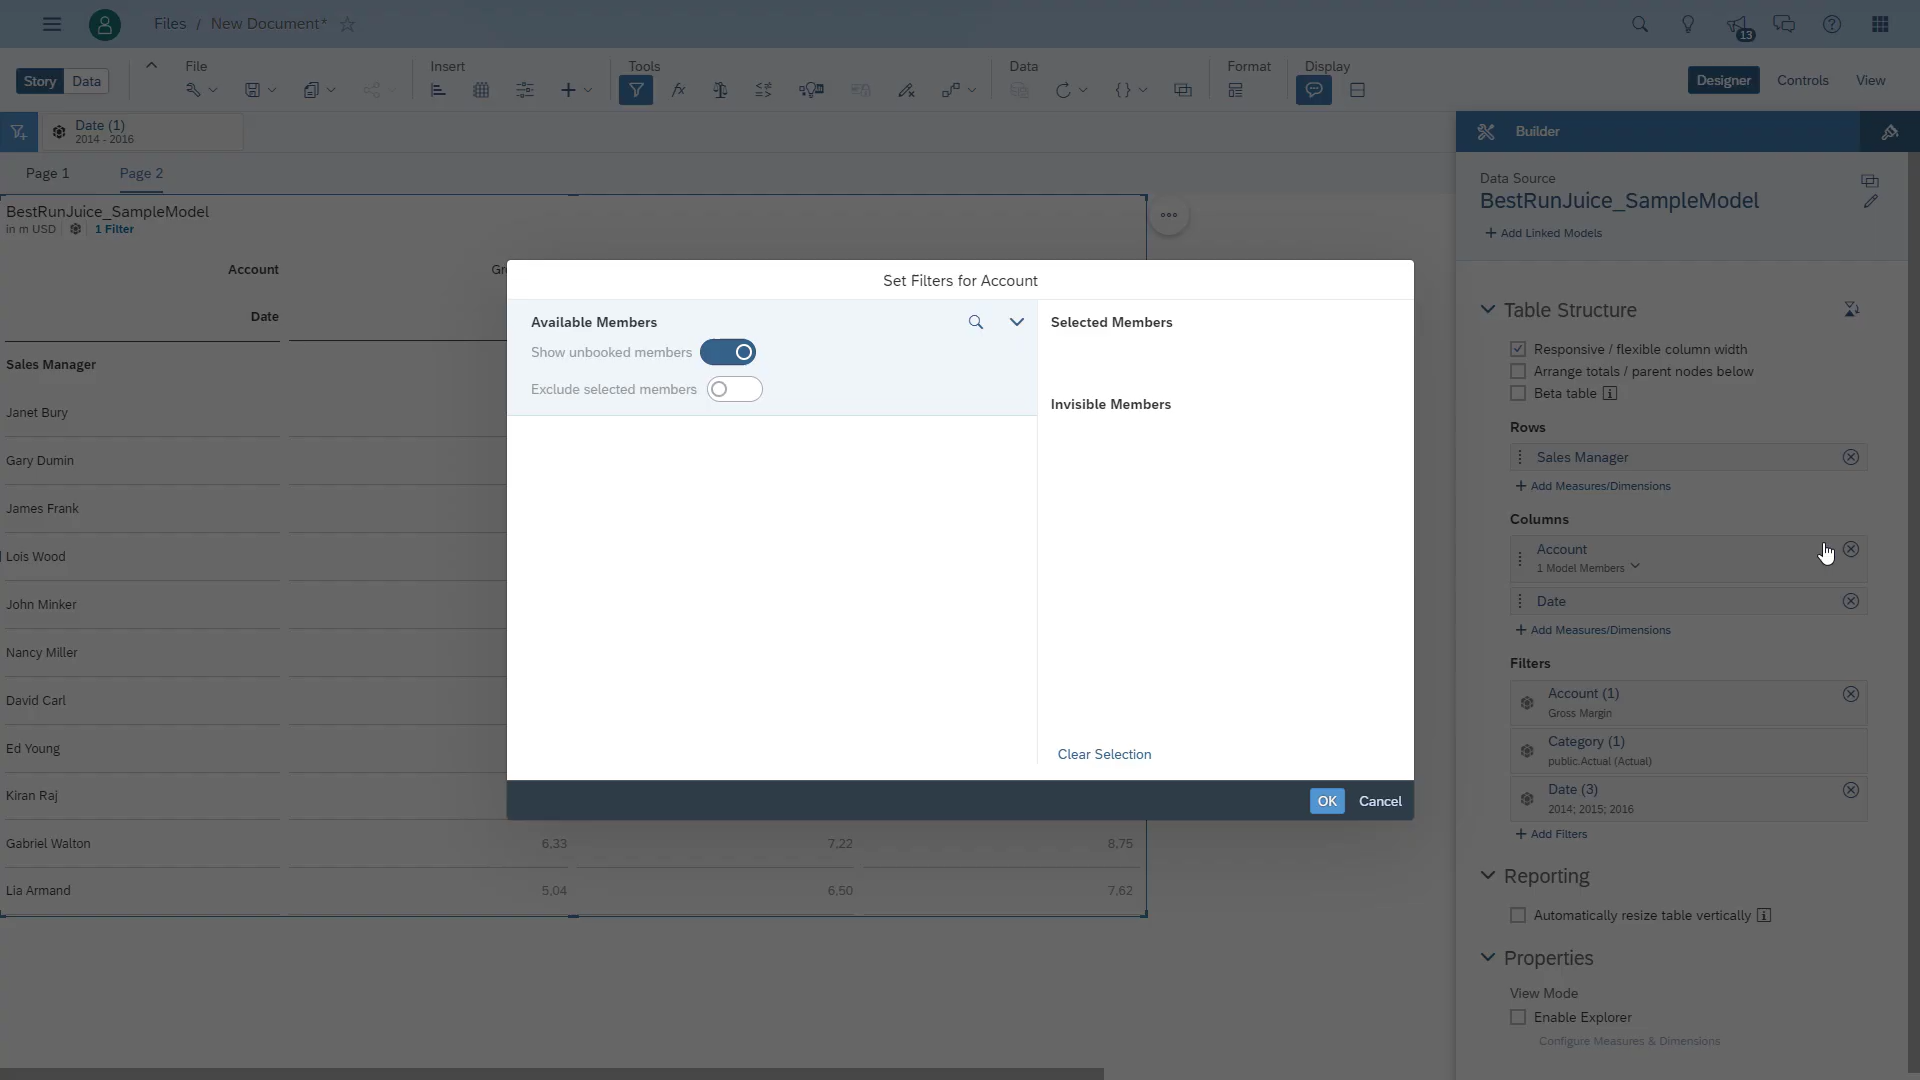 Files / New Document*
13
Story Data
File
Insert
Tools
Data
Format
Display
Designer Controls View
Date (1)
2014 - 2016
Page 1 Page 2
BestRunJuice_SampleModel
in m USD 1 Filter
Account
Gr
Date
Sales Manager
Janet Bury
Gary Dumin
James Frank
Lois Wood
John Minker
Nancy Miller
David Carl
Ed Young
Kiran Raj
Gabriel Walton 6,33 7,22 8,75
Lia Armand 5,04 6,50 7,62
Set Filters for Account
Available Members
Show unbooked members
Exclude selected members
Selected Members
Invisible Members
Clear Selection
OK Cancel
Builder
Data Source
BestRunJuice_SampleModel
+ Add Linked Models
Table Structure
Responsive / flexible column width
Arrange totals / parent nodes below
Beta table
Rows
Sales Manager
+ Add Measures/Dimensions
Columns
Account
1 Model Members
Date
+ Add Measures/Dimensions
Filters
Account (1)
Gross Margin
Category (1)
public.Actual (Actual)
Date (3)
2014; 2015; 2016
+ Add Filters
Reporting
Automatically resize table vertically
Properties
View Mode
Enable Explorer
Configure Measures & Dimensions